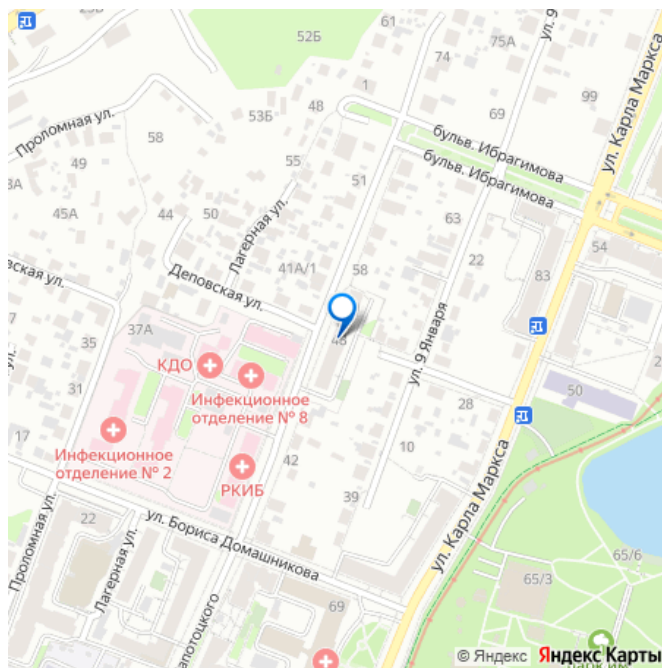 52Б
61
ул. 9
75А
74
1
48
53Б
69
99
ул. Карла Маркса
Проломная ул.
58
бульв. Ибрагимова
бульв. Ибрагимова
49
55
51
45А
44
50
Лагерная ул.
63
54
22
41А/1
58
83
Деповская ул.
ул. 9 Января
37А
35
КДО
Инфекционное
отделение № 8
31
50
28
17
Инфекционное
отделение № 2
42
10
РКИБ
39
ул. Карла Маркса
Проломная ул.
22
Лагерная ул.
ул. Бориса Домашникова
65/6
65/3
69
© Яндекс Яндекс Карты